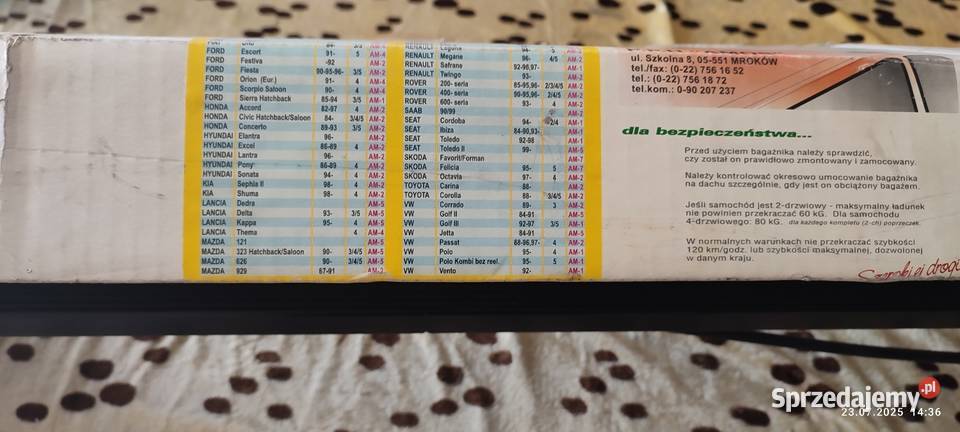 FORD Escort 91- 5 AM-4
FORD Festiva -92 AM-2
FORD Fiesta 90-95-96- 3/5 AM-2
FORD Orion (Eur.) 91- 4 AM-4
FORD Scorpio Saloon 90- 4 AM-4
FORD Sierra Hatchback 85-94 3/5 AM-1
HONDA Accord 82-97 4 AM-2
HONDA Civic Hatchback/Saloon 84- 3/4/5 AM-2
HONDA Concerto 89-93 3/5 AM-2
HYUNDAI Elantra 96- AM-2
HYUNDAI Excel 86-89 4 AM-2
HYUNDAI Lantra 96- AM-2
HYUNDAI Pony 86-89 4 AM-2
HYUNDAI Sonata 94- 4 AM-2
KIA Sephia II 98- 4 AM-2
KIA Shuma 98- 4 AM-2
LANCIA Dedra AM-5
LANCIA Delta 93- 3/5 AM-5
LANCIA Kappa 95- 4 AM-5
LANCIA Thema 4 AM-4
MAZDA 121 AM-5
MAZDA 323 Hatchback/Saloon 90- 3/4/5 AM-5
MAZDA 626 90- 3/4/5 AM-5
MAZDA 929 87-91 AM-2
RENAULT Laguna 94- 5 AM-2
RENAULT Megane 96- 4/5 AM-2
RENAULT Safrane 92-96,97- AM-1
RENAULT Twingo 93- AM-2
ROVER 200- seria 85-95,96- 2/3/4/5 AM-2
ROVER 400- seria 90-95,96- 2/4/5 AM-2
ROVER 600- seria 93- 4 AM-2
SAAB 90/99 AM-2
SEAT Cordoba 94- 2/4 AM-1
SEAT Ibiza 84-90,93- AM-1
SEAT Toledo 92-98 AM-1
SEAT Toledo II 99- AM-5
SKODA Favorit/Forman AM-7
SKODA Felicia 95- 5 AM-7
SKODA Octavia 97- 4 AM-2
TOYOTA Carina 88- AM-2
TOYOTA Corolla 88- 3/4/5 AM-2
VW Corrado 89- 3 AM-2
VW Golf II 84-91 AM-5
VW Golf III 92-97 3/5 AM-1
VW Jetta 84-91 AM-5
VW Passat 88-96,97- 4 AM-2
VW Polo 95- 4 AM-1
VW Polo Kombi bez reel. 95- 5 AM-1
VW Vento 92- AM-1
ul. Szkolna 8, 05-551 MROKÓW
tel./fax: (0-22) 756 16 52
tel.: (0-22) 756 18 72
tel.kom.: 0-90 207 237
dla bezpieczeństwa...
Przed użyciem bagażnika należy sprawdzić,
czy został on prawidłowo zmontowany i zamocowany.
Należy kontrolować okresowo umocowanie bagażnika
na dachu szczególnie, gdy jest on obciążony bagażem.
Jeśli samochód jest 2-drzwiowy - maksymalny ładunek
nie powinien przekraczać 60 kG. Dla samochodu
4-drzwiowego: 80 kG.. dla każdego kompletu (2-ch) poprzeczek.
W normalnych warunkach nie przekraczać szybkości
120 km/godz. lub szybkości maksymalnej, dozwolonej
w danym kraju.
Szerokiej drogi
Sprzedajemy.pl
23.07.2025 14:36